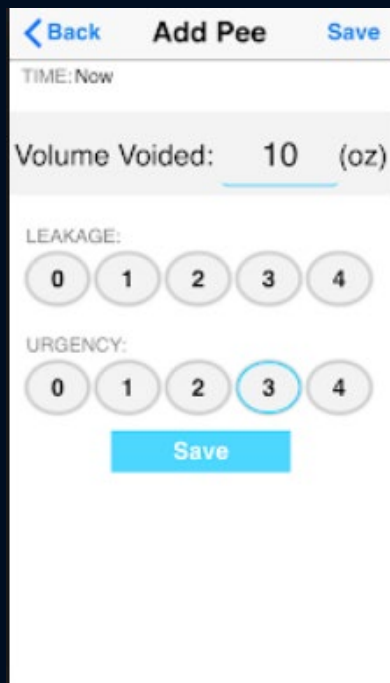 Back Add Pee Save
TIME: Now
Volume Voided: 10 (oz)
LEAKAGE:
0 1 2 3 4
URGENCY:
0 1 2 3 4
Save